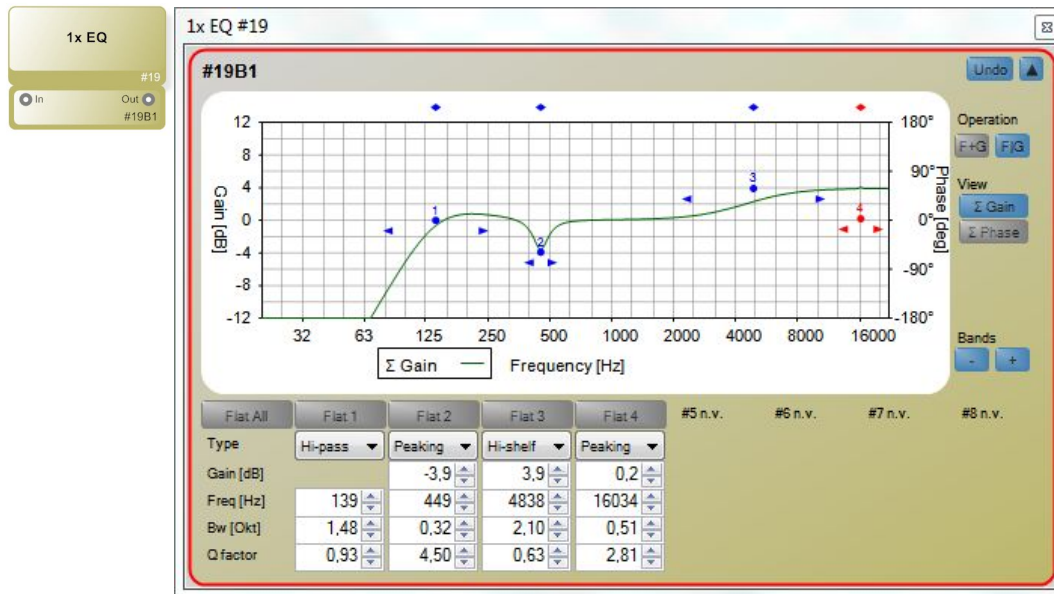 1x EQ
#19
In Out
#19B1
1x EQ #19
#19B1
Undo
12
8
4
0
-4
-8
-12
Gain [dB]
180°
90°
0°
-90°
-180°
Phase [deg]
1
2
3
4
32 63 125 250 500 1000 2000 4000 8000 16000
Σ Gain
Frequency [Hz]
Operation
F+G F|G
View
Σ Gain
Σ Phase
Bands
- +
Flat All Flat 1 Flat 2 Flat 3 Flat 4 #5 n.v. #6 n.v. #7 n.v. #8 n.v.
Type Hi-pass Peaking Hi-shelf Peaking
Gain [dB] -3,9 3,9 0,2
Freq [Hz] 139 449 4838 16034
Bw [Okt] 1,48 0,32 2,10 0,51
Q factor 0,93 4,50 0,63 2,81